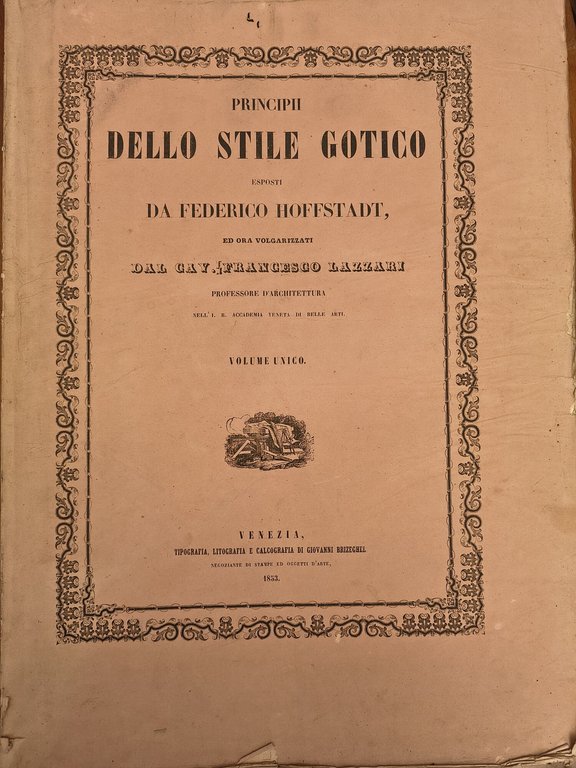 PRINCIPII
DELLO STILE GOTICO
ESPOSTI
DA FEDERICO HOFFSTADT,
ED ORA VOLGARIZZATI
DAL CAV. FRANCESCO LAZZARI
PROFESSORE D'ARCHITETTURA
NELL' I. R. ACCADEMIA VENETA DI BELLE ARTI.
VOLUME UNICO.
VENEZIA,
TIPOGRAFIA, LITOGRAFIA E CALCOGRAFIA DI GIOVANNI BRIZEGHEL
NEGOZIANTE DI STAMPE ED OGGETTI D'ARTE,
1853.